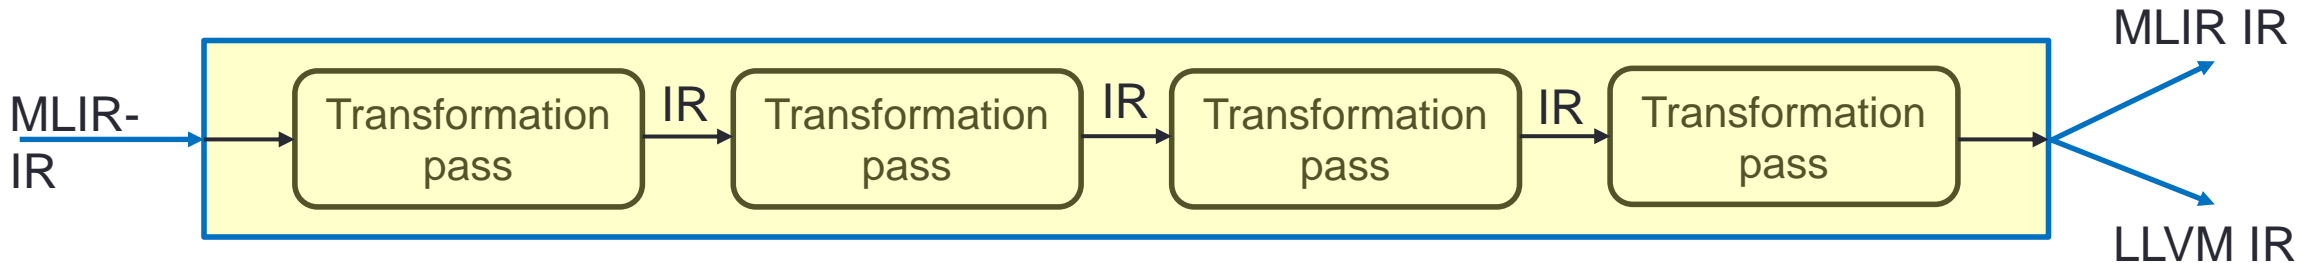 MLIR-
IR
Transformation
pass
IR
Transformation
pass
IR
Transformation
pass
IR
Transformation
pass
MLIR IR
LLVM IR